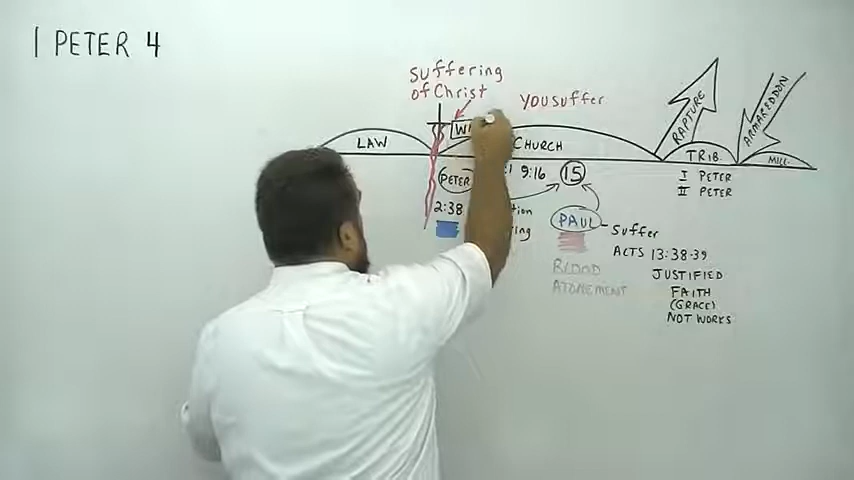 1 PETER 4
Suffering
of Christ
You suffer
LAW
CHURCH
RAPTURE
ARMAGEDDON
TRIB.
MILL.
PETER
9:16
15
I PETER
II PETER
2:38
PAUL
Suffer
ACTS 13:38-39
BLOOD
ATONEMENT
JUSTIFIED
FAITH
(GRACE)
NOT WORKS